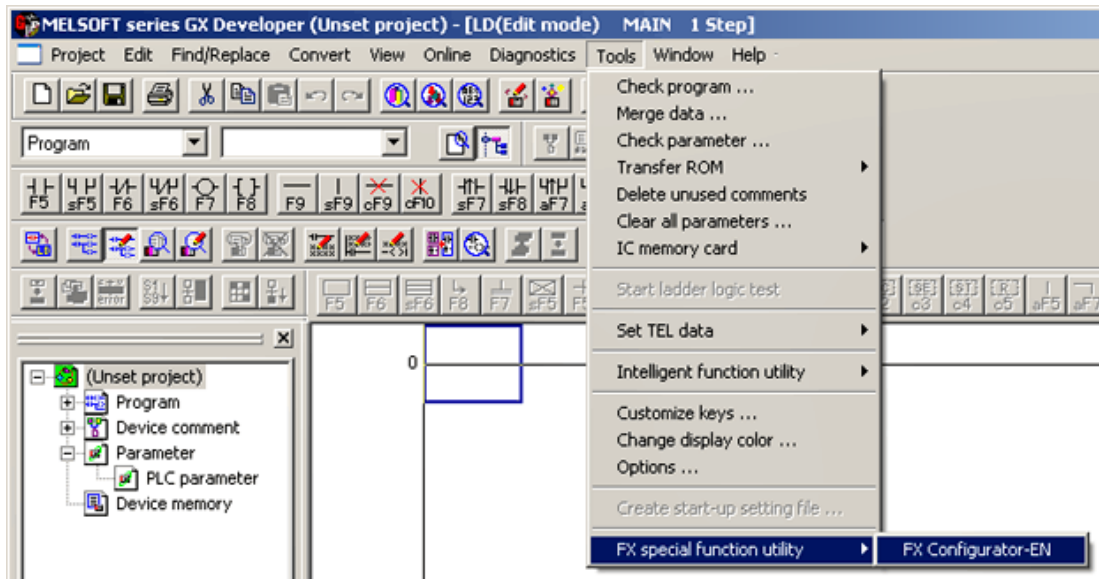 MELSOFT series GX Developer (Unset project) - [LD(Edit mode)    MAIN    1 Step]
Project Edit Find/Replace Convert View Online Diagnostics Tools Window Help
Program
F5 sF5 F6 sF6 F7 F8 F9 sF9 cF9 cF10 sF7 sF8 aF7
error
F5 F6 sF6 F8 F7 sF5
c3 c4 c5 aF5 aF7
0
(Unset project)
Program
Device comment
Parameter
PLC parameter
Device memory
Check program ...
Merge data ...
Check parameter ...
Transfer ROM
Delete unused comments
Clear all parameters ...
IC memory card
Start ladder logic test
Set TEL data
Intelligent function utility
Customize keys ...
Change display color ...
Options ...
Create start-up setting file ...
FX special function utility
FX Configurator-EN